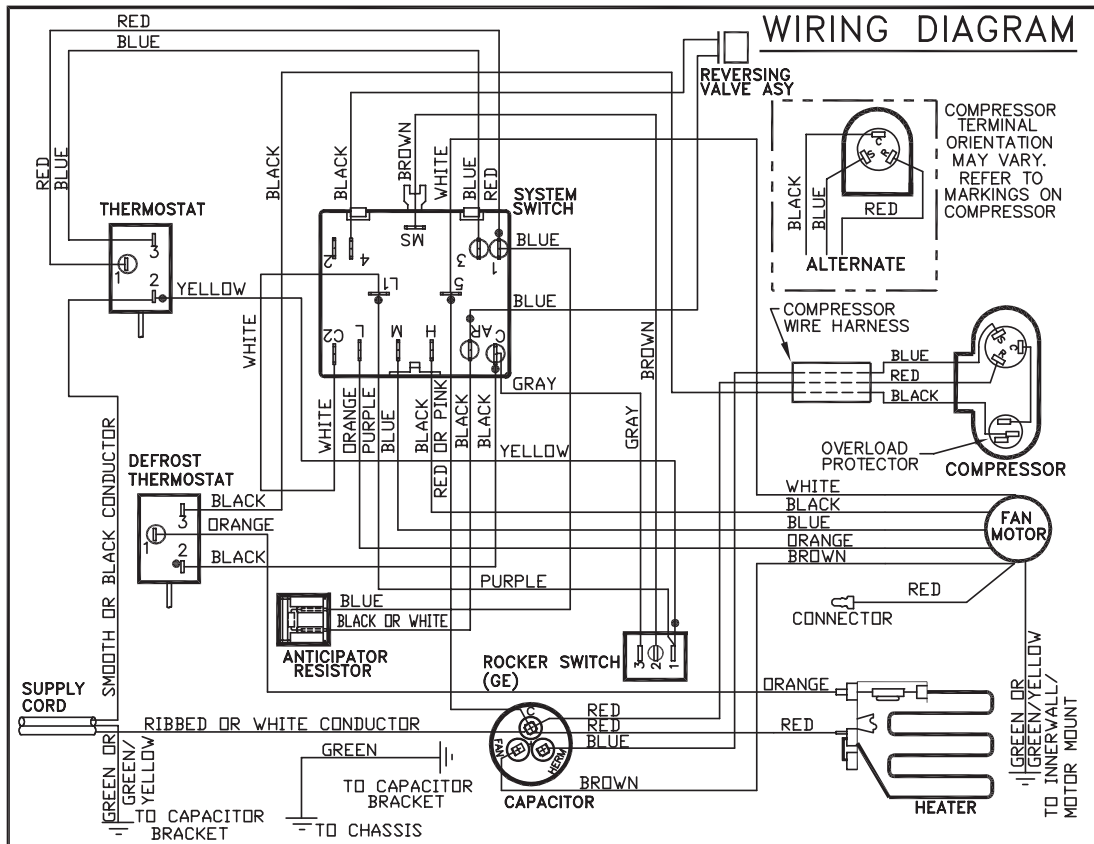 WIRING DIAGRAM
RED
BLUE
REVERSING
VALVE ASY
COMPRESSOR
TERMINAL
ORIENTATION
MAY VARY.
REFER TO
MARKINGS ON
COMPRESSOR
C
S
R
BLACK
BLUE
RED
ALTERNATE
RED
BLUE
BLACK
BLACK
BROWN
WHITE
BLUE
RED
SYSTEM
SWITCH
THERMOSTAT
3
1
2
YELLOW
2
4
MS
3
1
BLUE
L1
5
BLUE
C2
L
M
H
AR
C
GRAY
WHITE
BROWN
COMPRESSOR
WIRE HARNESS
BLUE
RED
BLACK
S
R
C
OVERLOAD
PROTECTOR
COMPRESSOR
WHITE
ORANGE
PURPLE
BLUE
BLACK
RED OR PINK
BLACK
BLACK
YELLOW
GRAY
DEFROST
THERMOSTAT
BLACK
3
ORANGE
1
2
BLACK
WHITE
BLACK
BLUE
ORANGE
BROWN
FAN
MOTOR
RED
CONNECTOR
PURPLE
BLUE
BLACK OR WHITE
ANTICIPATOR
RESISTOR
ROCKER SWITCH
(GE)
3
2
1
SMOOTH OR BLACK CONDUCTOR
SUPPLY
CORD
RIBBED OR WHITE CONDUCTOR
GREEN OR
GREEN/
YELLOW
TO CAPACITOR
BRACKET
GREEN
TO CAPACITOR
BRACKET
TO CHASSIS
C
FAN
HERM
CAPACITOR
RED
RED
BLUE
BROWN
ORANGE
RED
HEATER
GREEN OR
GREEN/YELLOW
TO INNERWALL/
MOTOR MOUNT